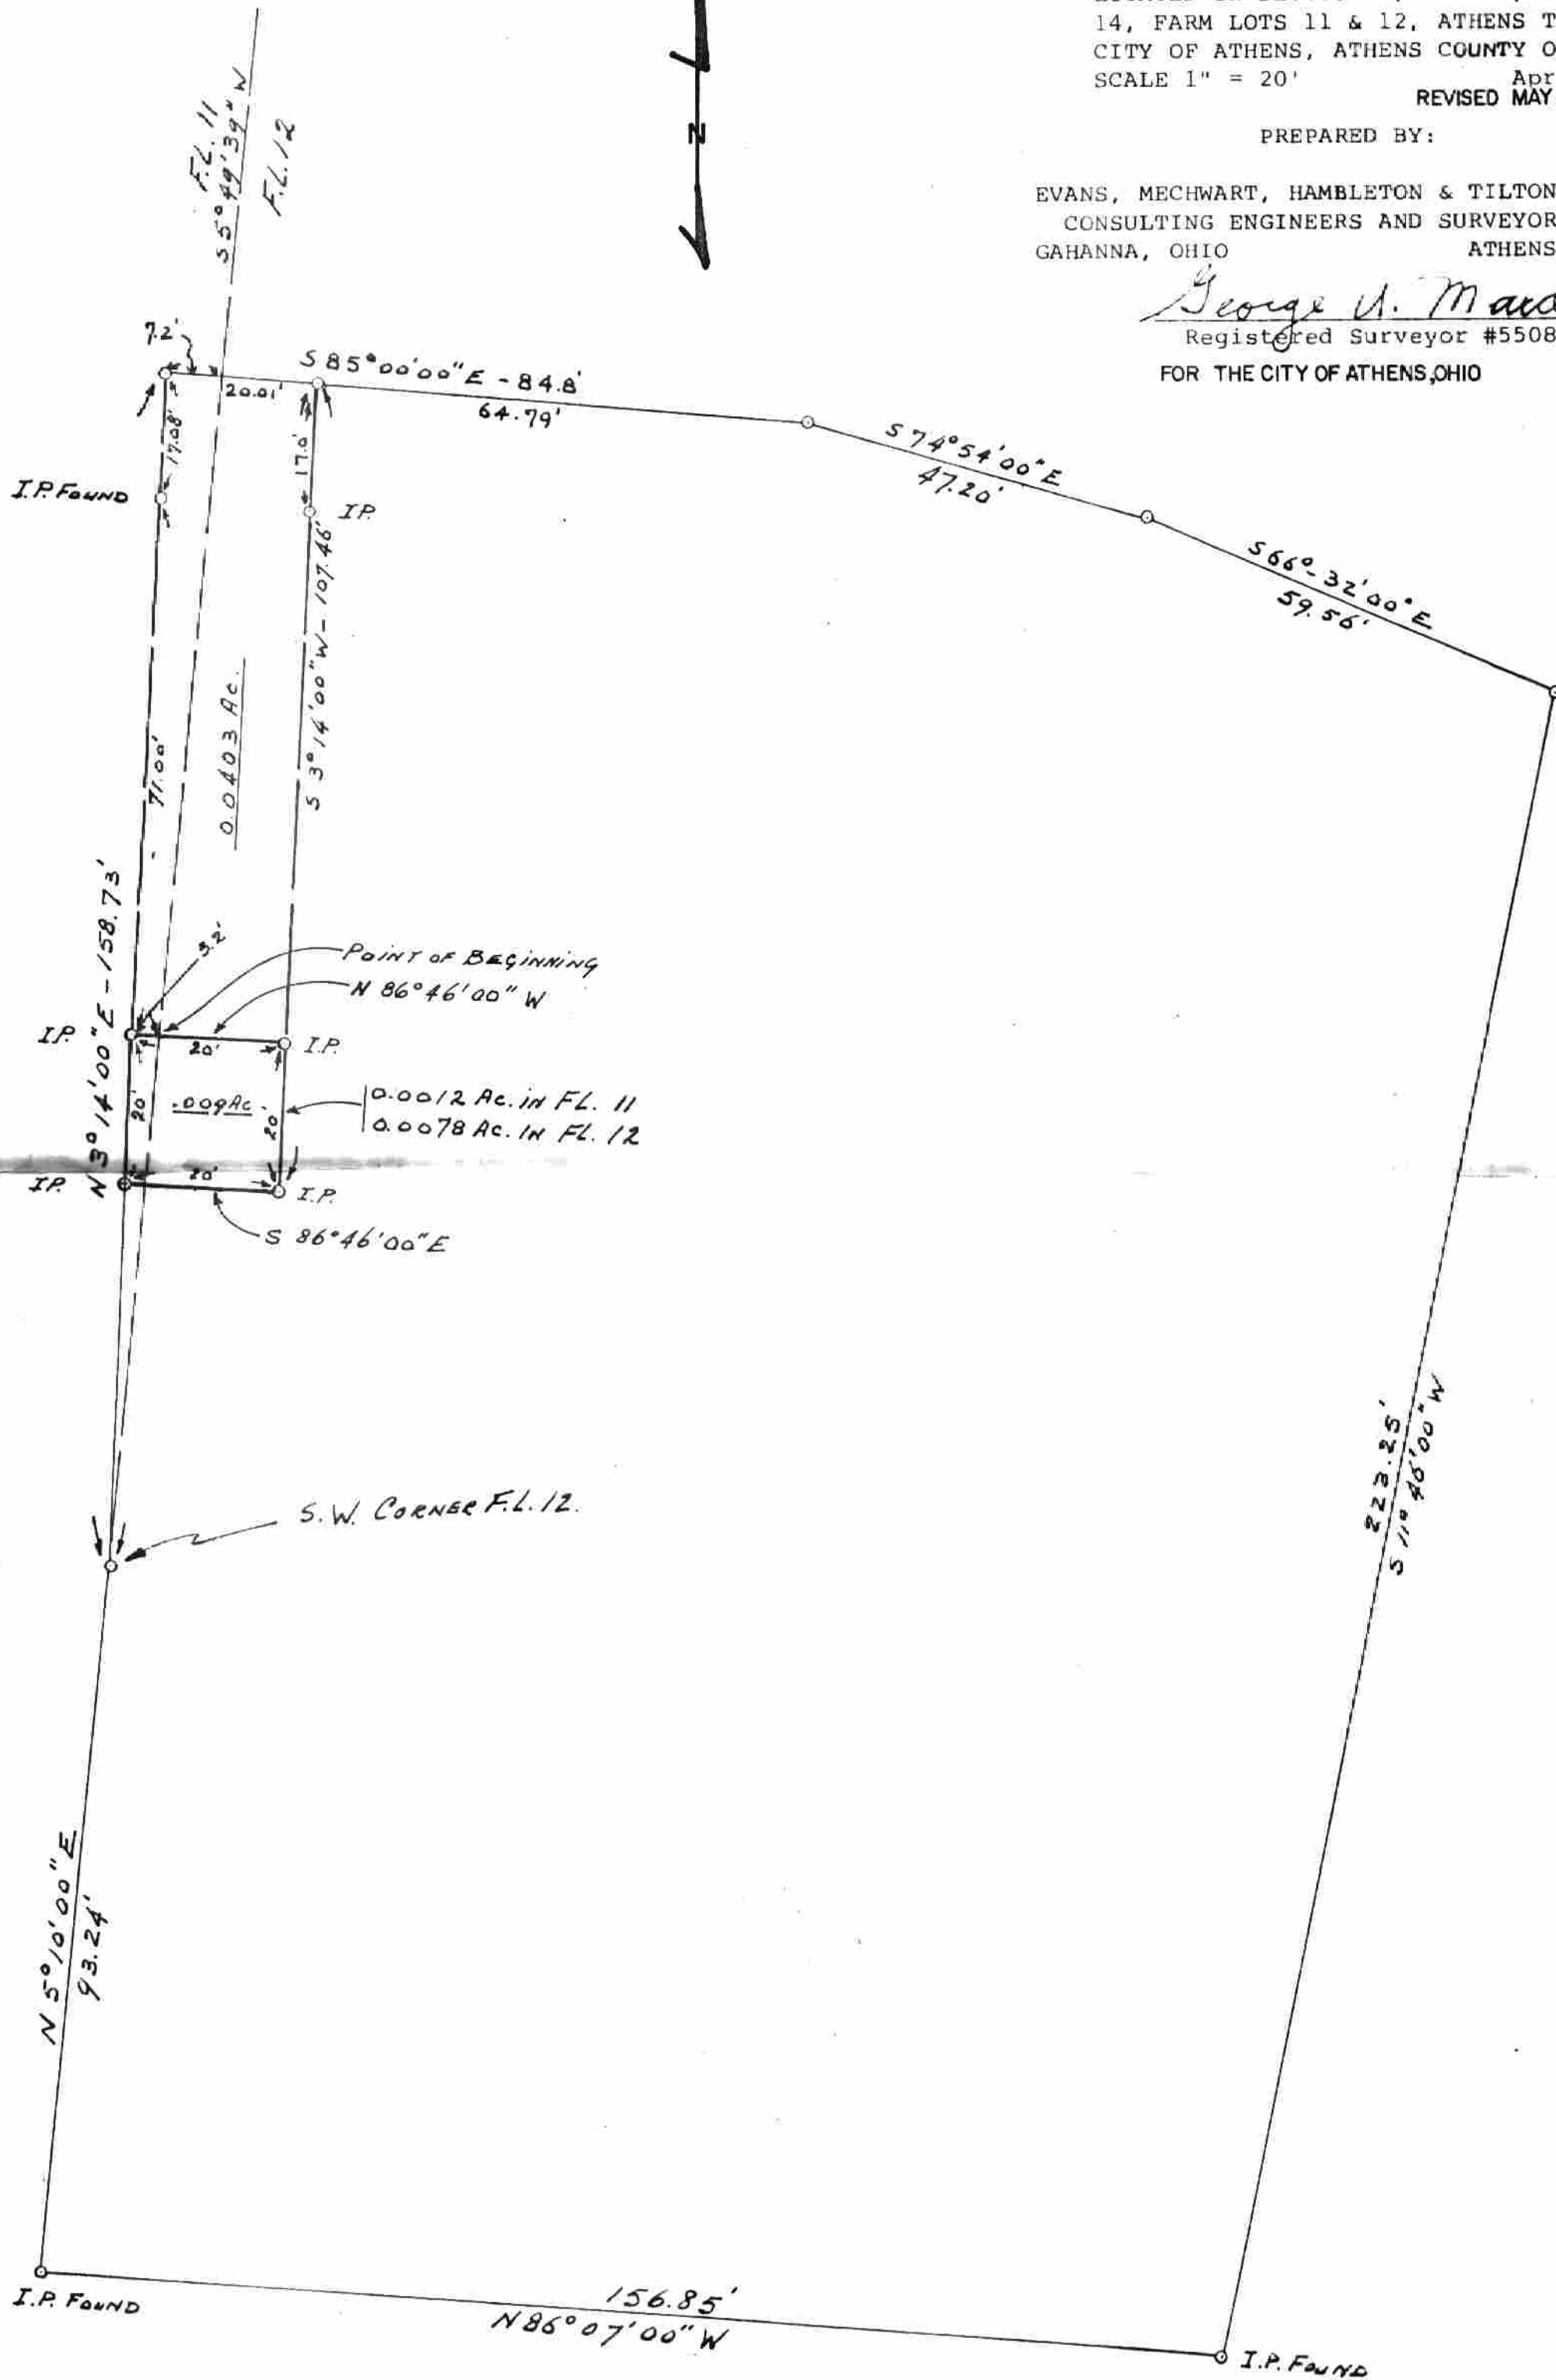 14, FARM LOTS 11 & 12, ATHENS T
CITY OF ATHENS, ATHENS COUNTY O
SCALE 1" = 20'
Apr
REVISED MAY
PREPARED BY:
EVANS, MECHWART, HAMBLETON & TILTON
CONSULTING ENGINEERS AND SURVEYOR
GAHANNA, OHIO ATHENS
George U. Mara
Registered Surveyor #5508
FOR THE CITY OF ATHENS, OHIO
N
F.L. 11
S 5° 49' 39" W
F.L. 12
7.2'
20.01'
S 85° 00' 00" E - 84.8'
64.79'
S 74° 54' 00" E
47.20'
S 66° - 32' 00" E
59.56'
17.08'
17.0'
I.P. FOUND
I.P.
S 3° 14' 00" W - 107.46'
0.0403 Ac.
71.00'
N 3° 14' 00" E - 158.73'
3.2'
POINT OF BEGINNING
N 86° 46' 00" W
I.P.
20'
I.P.
20'
.009 Ac.
20'
0.0012 Ac. IN F.L. 11
0.0078 Ac. IN F.L. 12
I.P.
20'
I.P.
S 86° 46' 00" E
S.W. CORNER F.L. 12.
223.25'
S 11° 46' 00" W
N 5° 10' 00" E
93.24'
I.P. FOUND
156.85'
N 86° 07' 00" W
I.P. FOUND